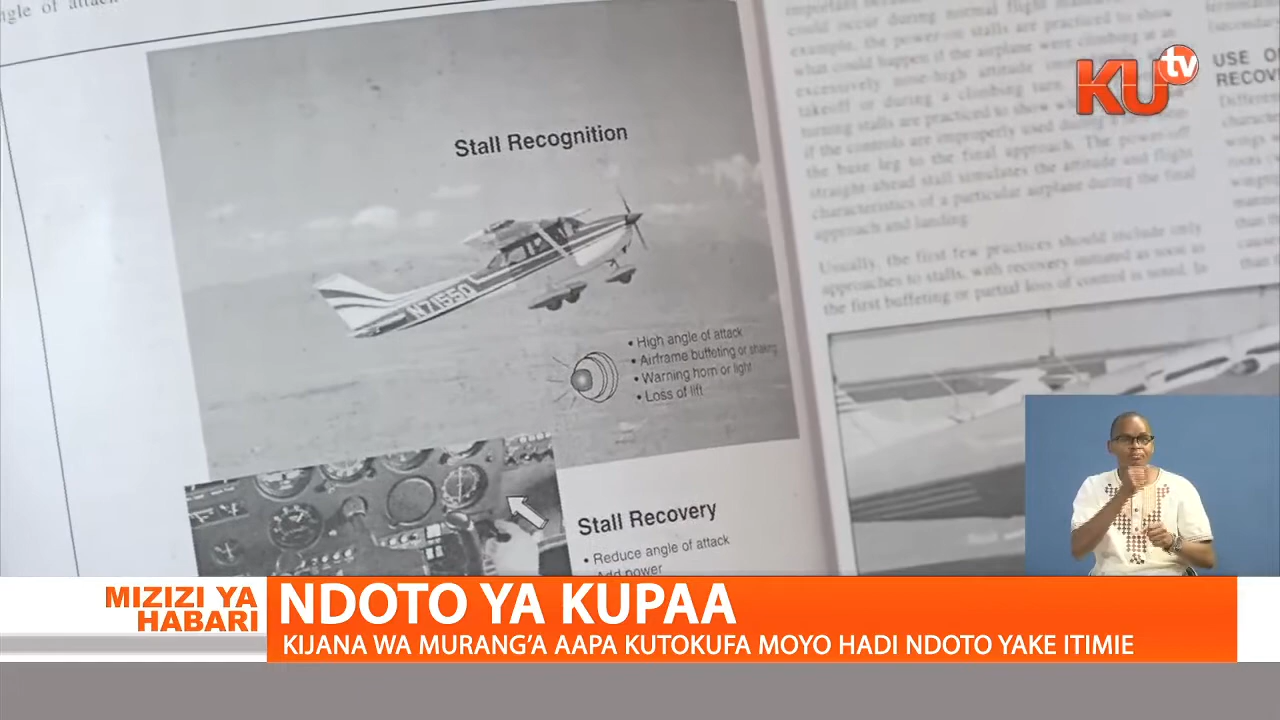 ngle of attack
Stall Recognition
N7155Q
• High angle of attack
• Airframe buffeting or shaking
• Warning horn or light
• Loss of lift
Stall Recovery
• Reduce angle of attack
Add power
could occur during normal flight
example, the power-on stalls are practiced to show
what could happen if the airplane were climbing at an
excessively nose-high attitude
takeoff or during a climbing turn
turning stalls are practiced to show
if the controls are improperly used during
the base leg to the final approach. The power-off
straight-ahead stall simulates the attitude and flight
characteristics of a particular airplane during the final
approach and landing.
Usually, the first few practices should include only
approaches to stalls, with recovery initiated as soon as
the first buffeting or partial loss of control is noted. In
USE O
RECOV
KU tv
MIZIZI YA
HABARI
NDOTO YA KUPAA
KIJANA WA MURANG'A AAPA KUTOKUFA MOYO HADI NDOTO YAKE ITIMIE